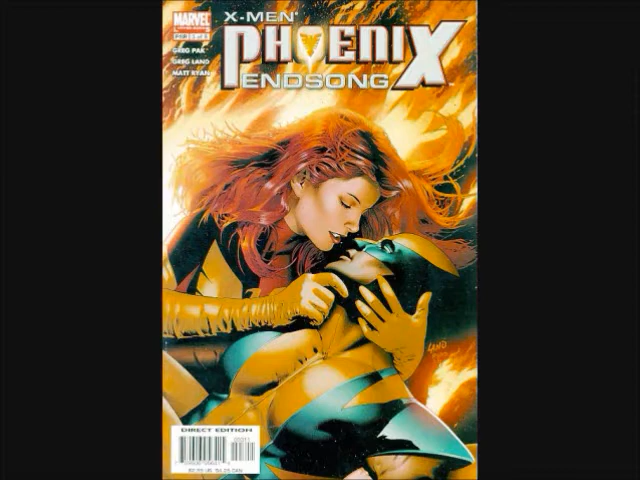 MARVEL
X-MEN
PHOENIX
ENDSONG
GREG PAK
GREG LAND
MATT RYAN
LAND
DIRECT EDITION